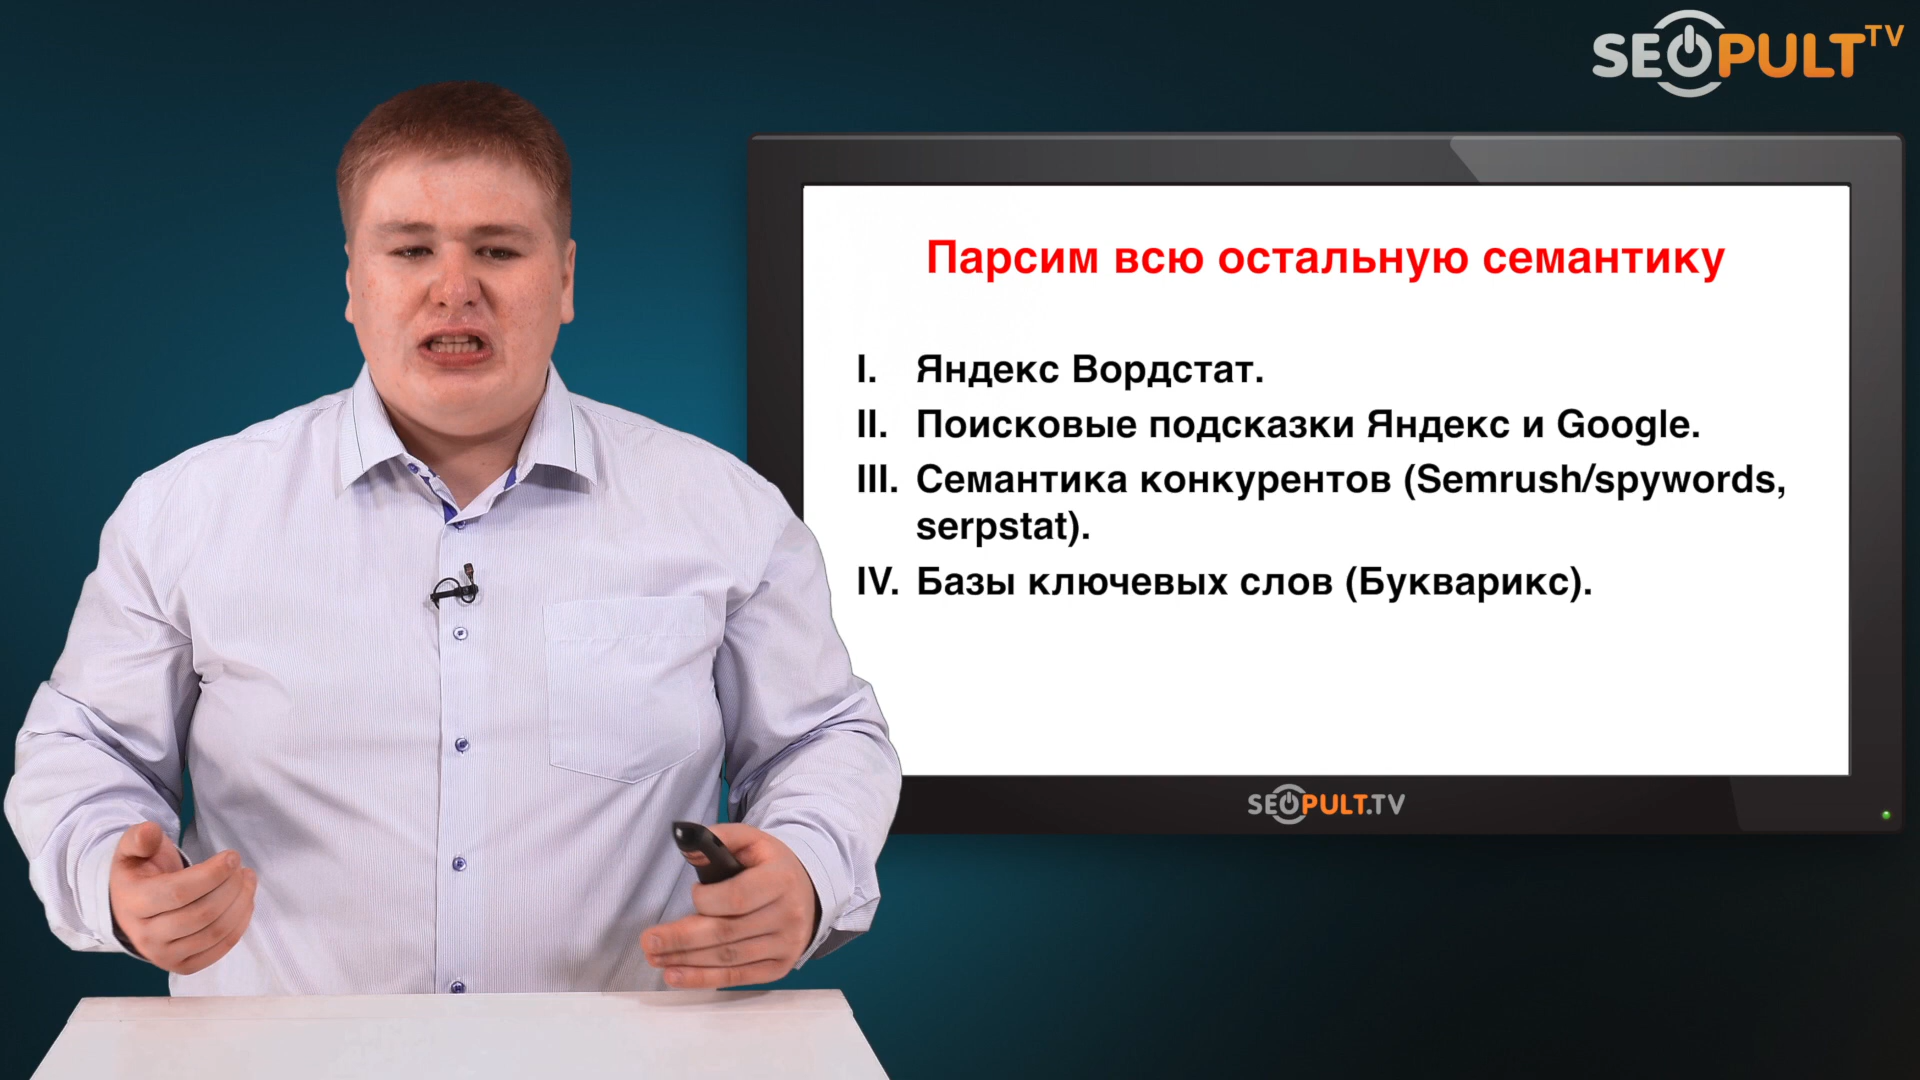 SEOPULT TV
Парсим всю остальную семантику
I. Яндекс Вордстат.
II. Поисковые подсказки Яндекс и Google.
III. Семантика конкурентов (Semrush/spywords,
serpstat).
IV. Базы ключевых слов (Букварикс).
SEOPULT.TV